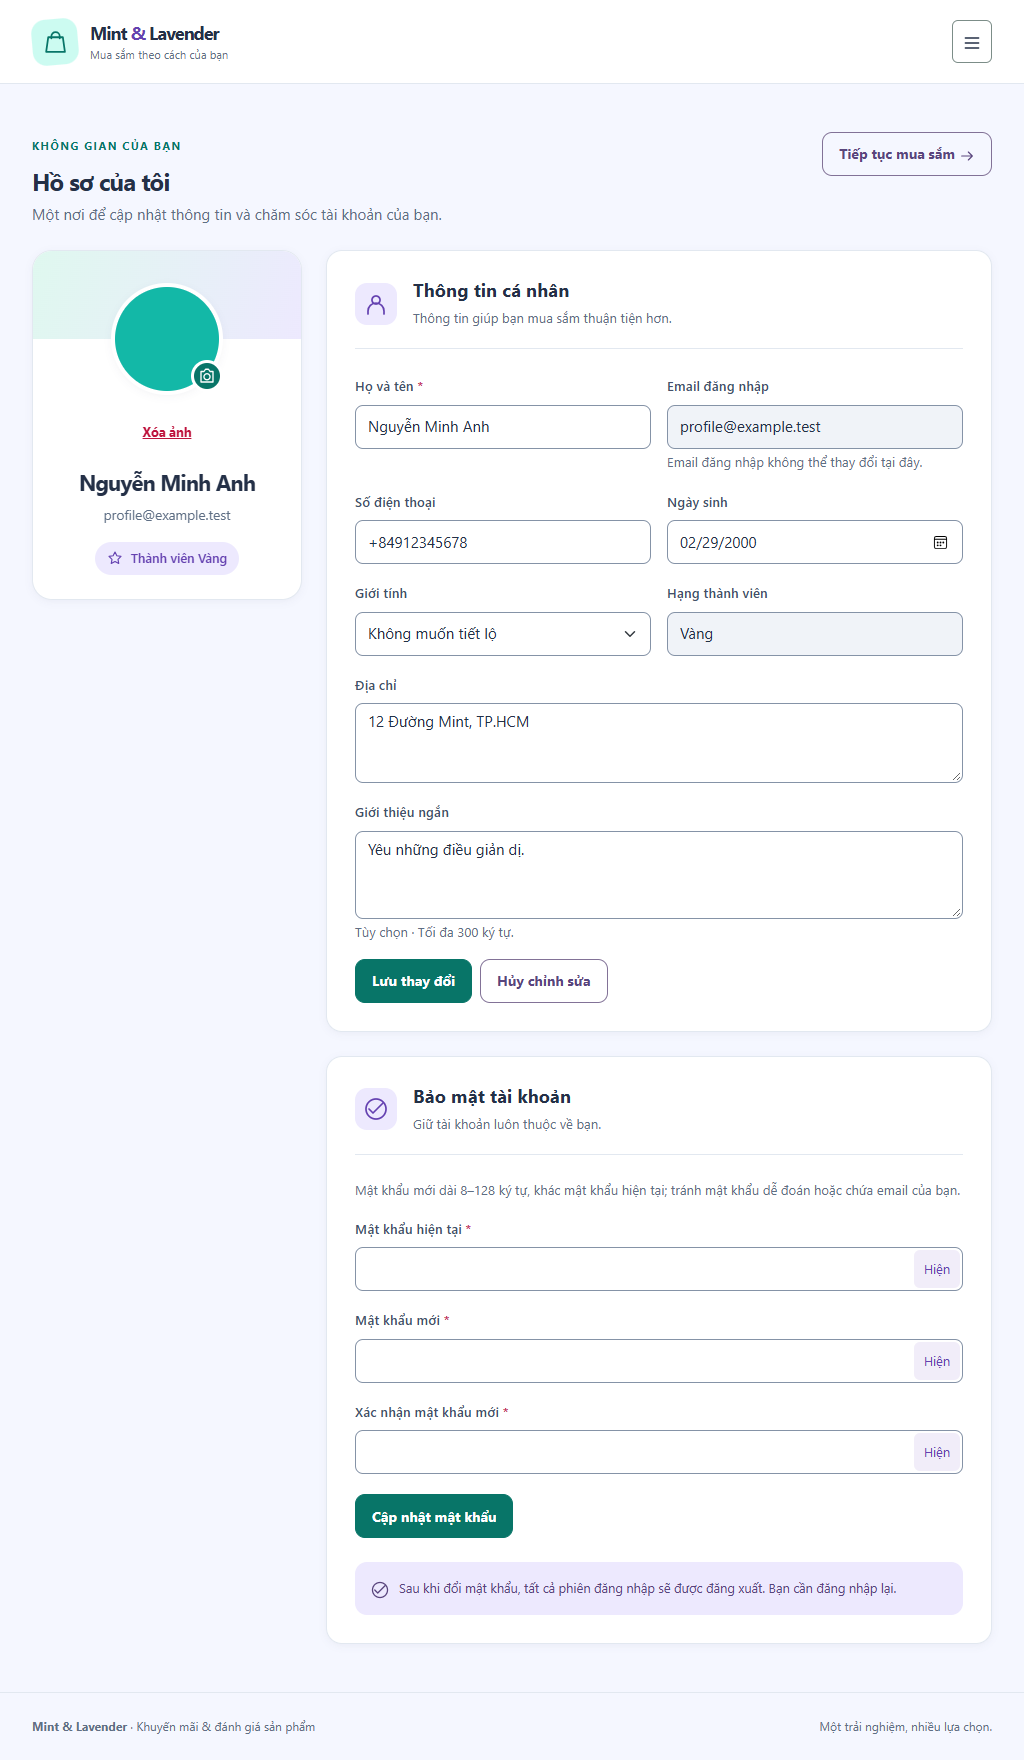 Mint & Lavender
Mua sắm theo cách của bạn
KHÔNG GIAN CỦA BẠN
Hồ sơ của tôi
Một nơi để cập nhật thông tin và chăm sóc tài khoản của bạn.
Tiếp tục mua sắm →
Xóa ảnh
Nguyễn Minh Anh
profile@example.test
Thành viên Vàng
Thông tin cá nhân
Thông tin giúp bạn mua sắm thuận tiện hơn.
Họ và tên *
Nguyễn Minh Anh
Email đăng nhập
profile@example.test
Email đăng nhập không thể thay đổi tại đây.
Số điện thoại
+84912345678
Ngày sinh
02/29/2000
Giới tính
Không muốn tiết lộ
Hạng thành viên
Vàng
Địa chỉ
12 Đường Mint, TP.HCM
Giới thiệu ngắn
Yêu những điều giản dị.
Tùy chọn · Tối đa 300 ký tự.
Lưu thay đổi
Hủy chỉnh sửa
Bảo mật tài khoản
Giữ tài khoản luôn thuộc về bạn.
Mật khẩu mới dài 8–128 ký tự, khác mật khẩu hiện tại; tránh mật khẩu dễ đoán hoặc chứa email của bạn.
Mật khẩu hiện tại *
Hiện
Mật khẩu mới *
Hiện
Xác nhận mật khẩu mới *
Hiện
Cập nhật mật khẩu
Sau khi đổi mật khẩu, tất cả phiên đăng nhập sẽ được đăng xuất. Bạn cần đăng nhập lại.
Mint & Lavender · Khuyến mãi & đánh giá sản phẩm
Một trải nghiệm, nhiều lựa chọn.